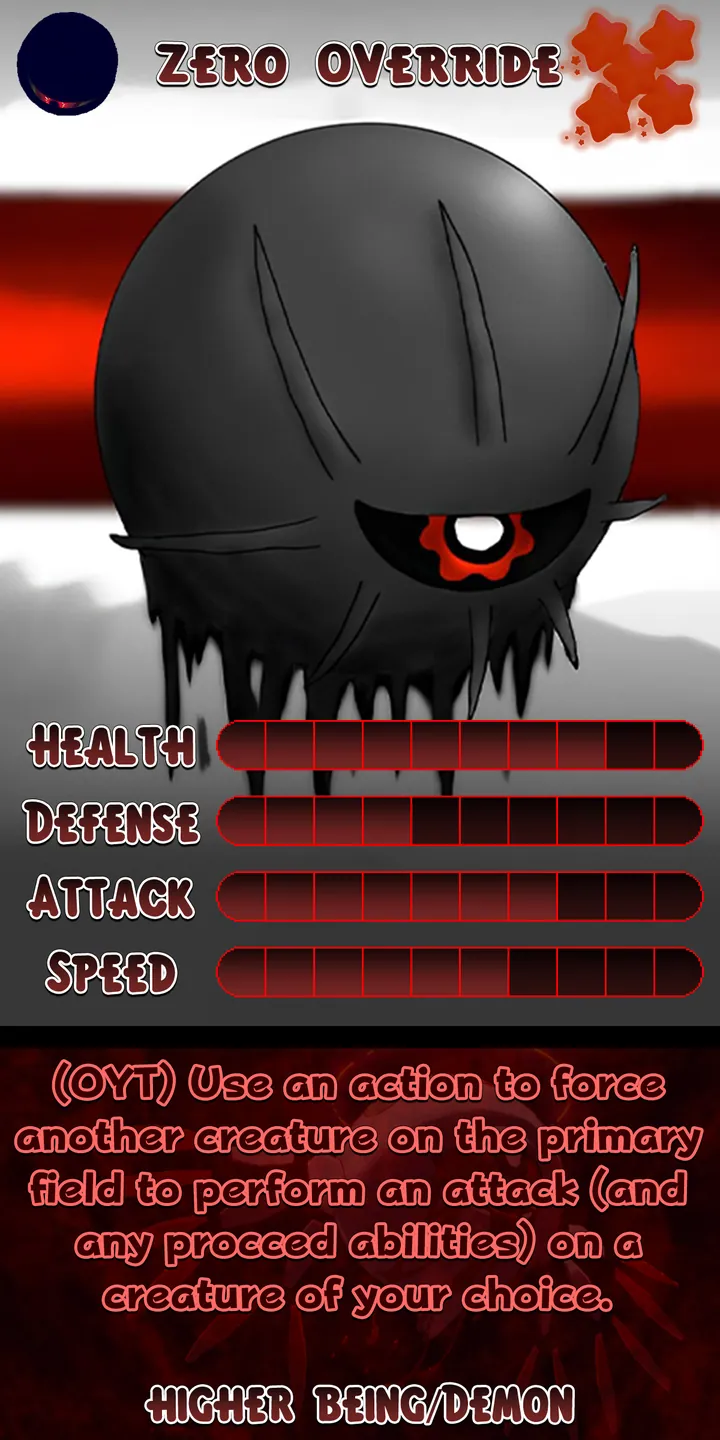 Zero Override
Health
Defense
Attack
Speed
(OYT) Use an action to force
another creature on the primary
field to perform an attack (and
any procced abilities) on a
creature of your choice.
Higher Being/Demon